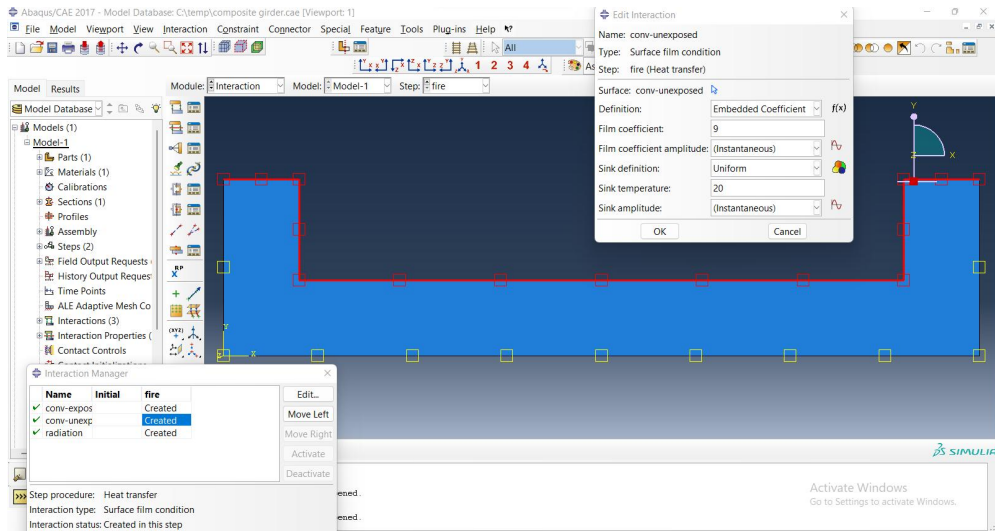 Abaqus/CAE 2017 - Model Database: C:\temp\composite girder.cae [Viewport: 1]
File Model Viewport View Interaction Constraint Connector Special Feature Tools Plug-ins Help
All
1 2 3 4
As
Model Results
Module: Interaction Model: Model-1 Step: fire
Model Database
Models (1)
Model-1
Parts (1)
Materials (1)
Calibrations
Sections (1)
Profiles
Assembly
Steps (2)
Field Output Requests
History Output Reques
Time Points
ALE Adaptive Mesh Co
Interactions (3)
Interaction Properties (
Contact Controls
RP
(XYZ)
Y
X
Z
Y
X
Edit Interaction
Name: conv-unexposed
Type: Surface film condition
Step: fire (Heat transfer)
Surface: conv-unexposed
Definition: Embedded Coefficient f(x)
Film coefficient: 9
Film coefficient amplitude: (Instantaneous)
Sink definition: Uniform
Sink temperature: 20
Sink amplitude: (Instantaneous)
OK Cancel
Interaction Manager
Name Initial fire
conv-expos Created
conv-unexp Created
radiation Created
Edit...
Move Left
Move Right
Activate
Deactivate
Step procedure: Heat transfer
Interaction type: Surface film condition
Interaction status: Created in this step
ened.
ened.
SIMULIA
Activate Windows
Go to Settings to activate Windows.